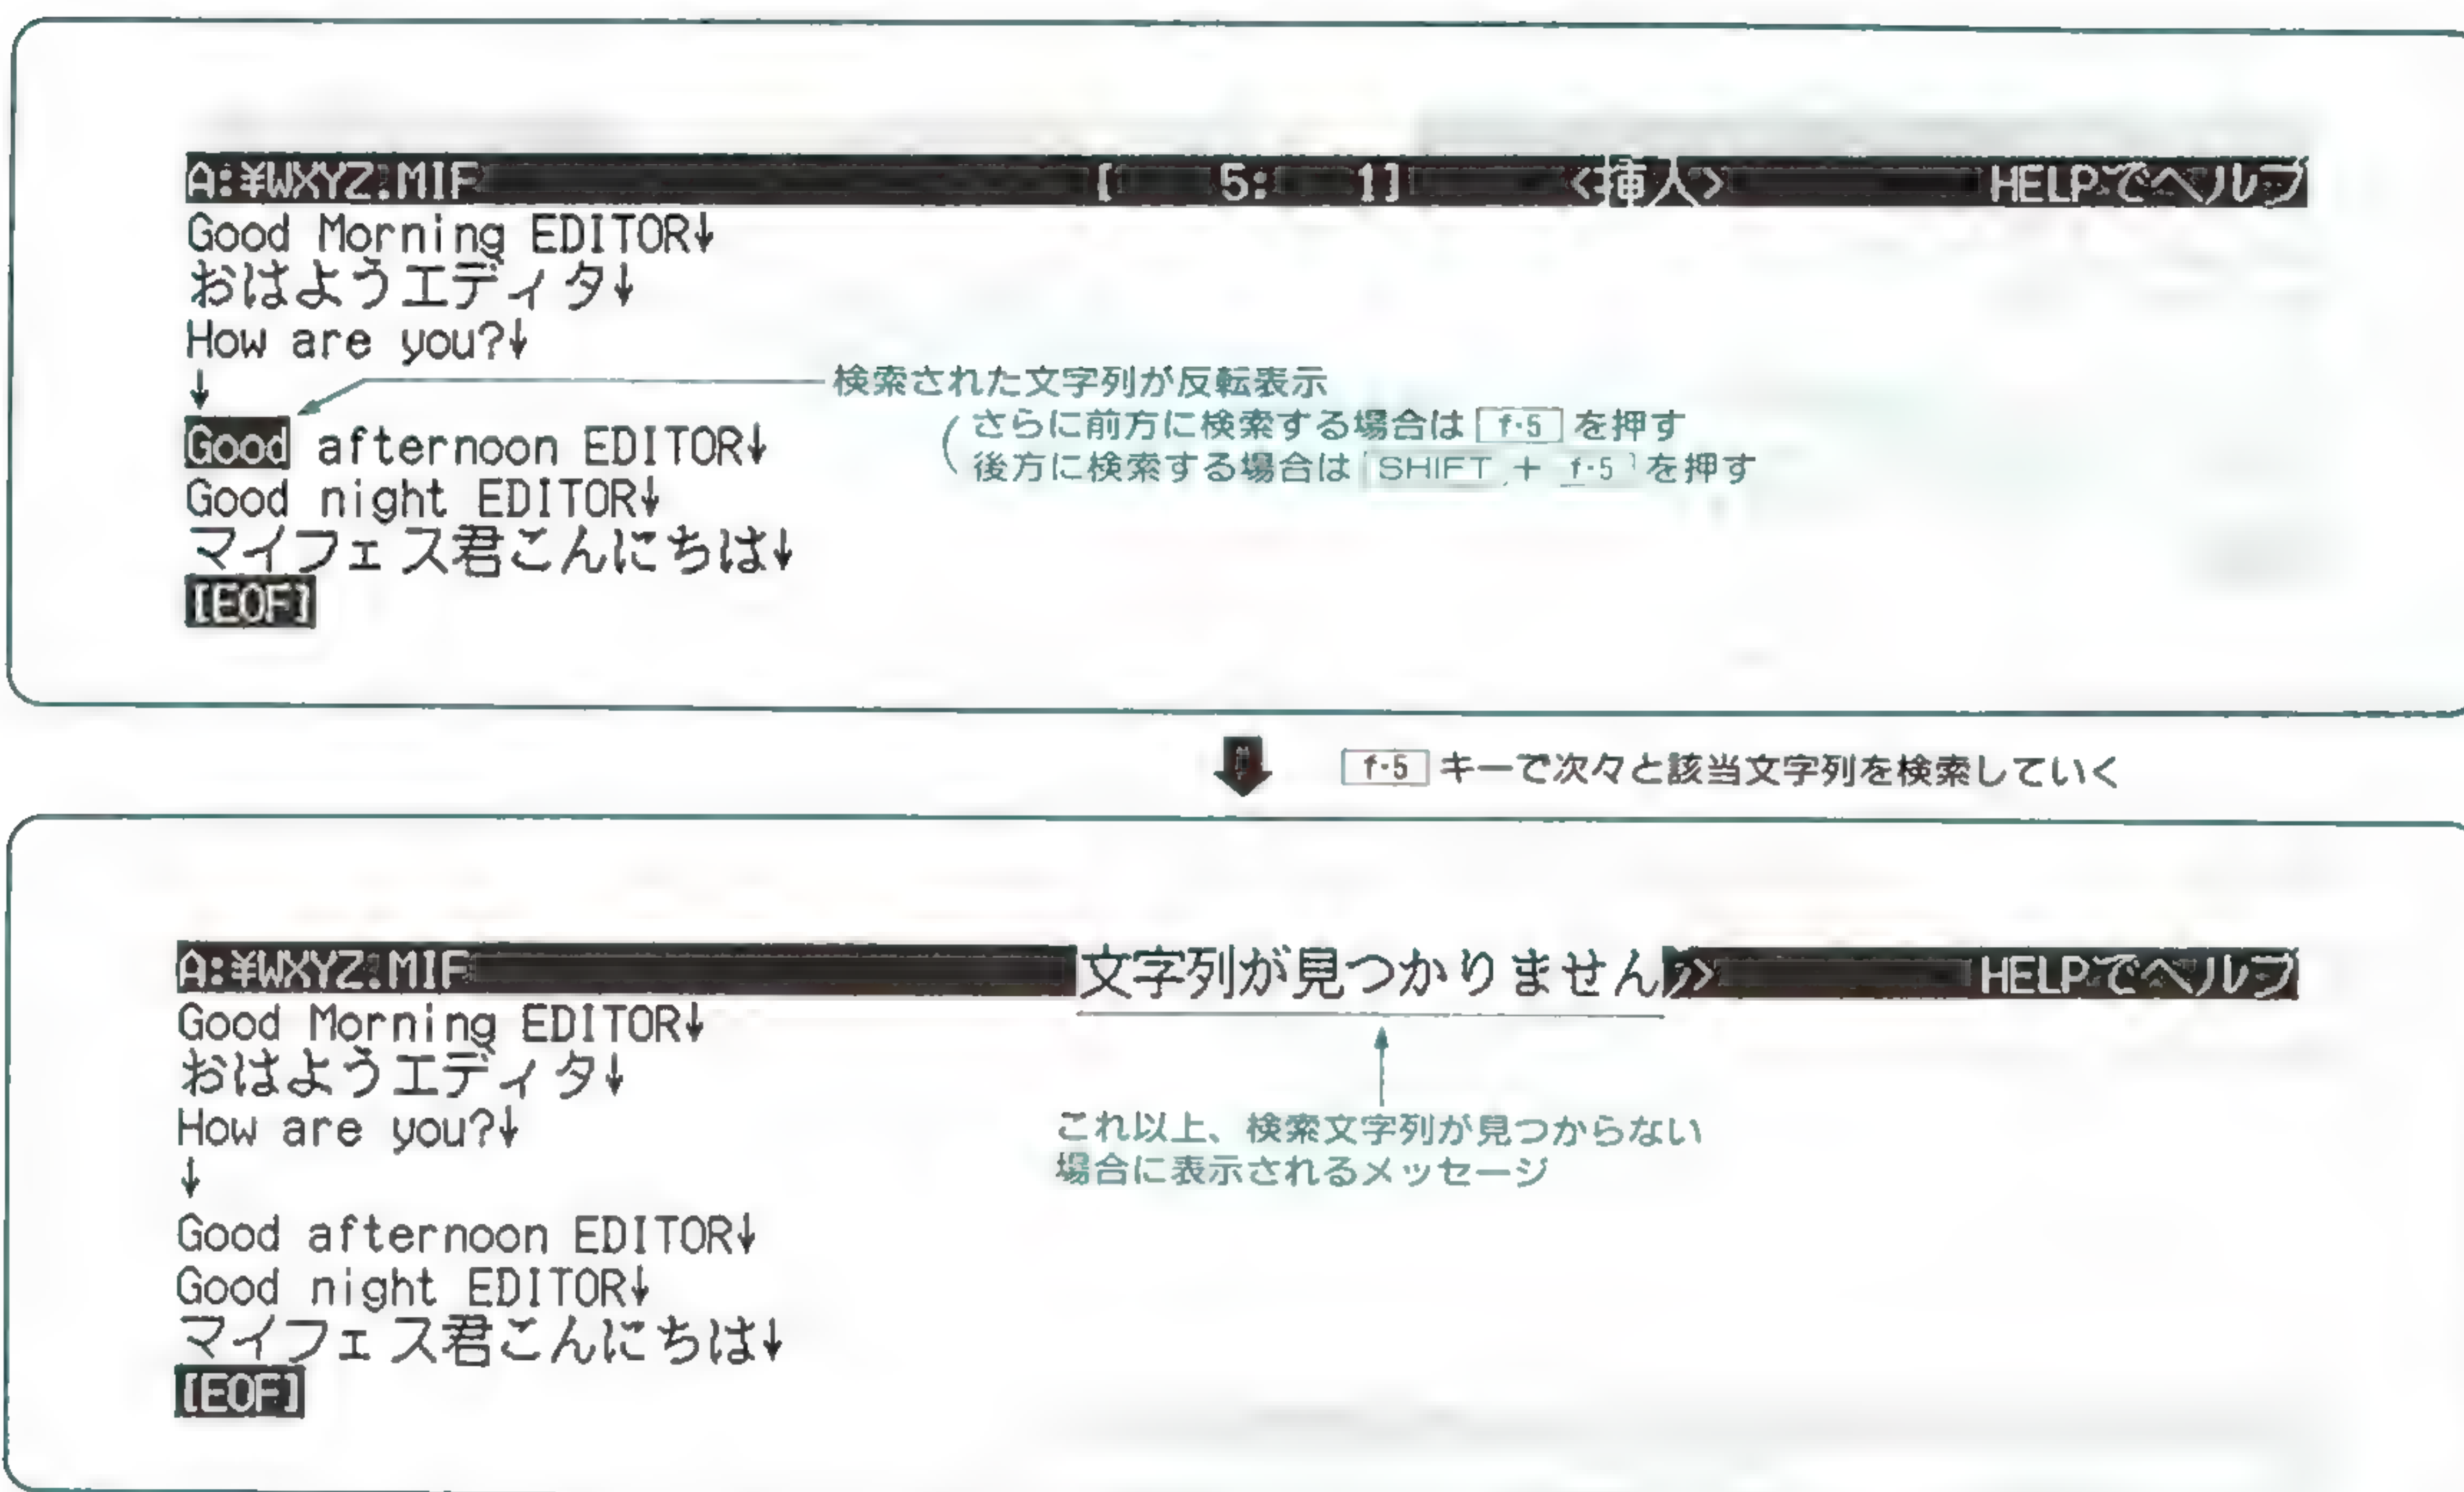 A:¥WXYZ.MIF [ 5: 1] <挿入> HELPでヘルプ
Good Morning EDITOR↓
おはようエディタ↓
How are you?↓
↓
検索された文字列が反転表示
さらに前方に検索する場合は f·5 を押す
Good afternoon EDITOR↓
後方に検索する場合は SHIFT + f·5 を押す
Good night EDITOR↓
マイフェス君こんにちは↓
[EOF]
f·5 キーで次々と該当文字列を検索していく
A:¥WXYZ.MIF 文字列が見つかりません > HELPでヘルプ
Good Morning EDITOR↓
おはようエディタ↓
How are you?↓
↓
これ以上、検索文字列が見つからない
場合に表示されるメッセージ
Good afternoon EDITOR↓
Good night EDITOR↓
マイフェス君こんにちは↓
[EOF]